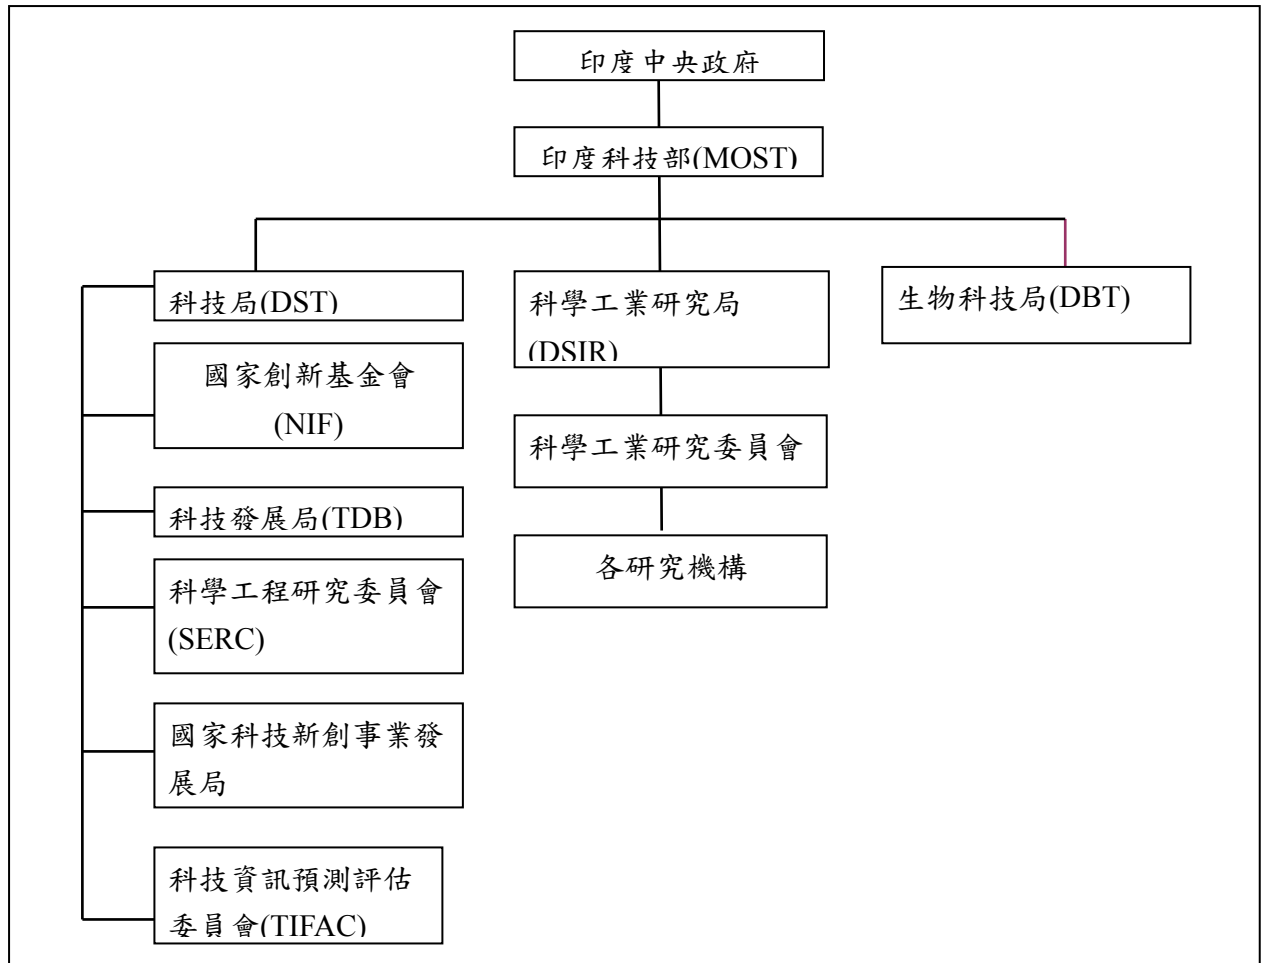 印度中央政府
印度科技部(MOST)
科技局(DST)
國家創新基金會
(NIF)
科技發展局(TDB)
科學工程研究委員會
(SERC)
國家科技新創事業發
展局
科技資訊預測評估
委員會(TIFAC)
科學工業研究局
(DSIR)
科學工業研究委員會
各研究機構
生物科技局(DBT)